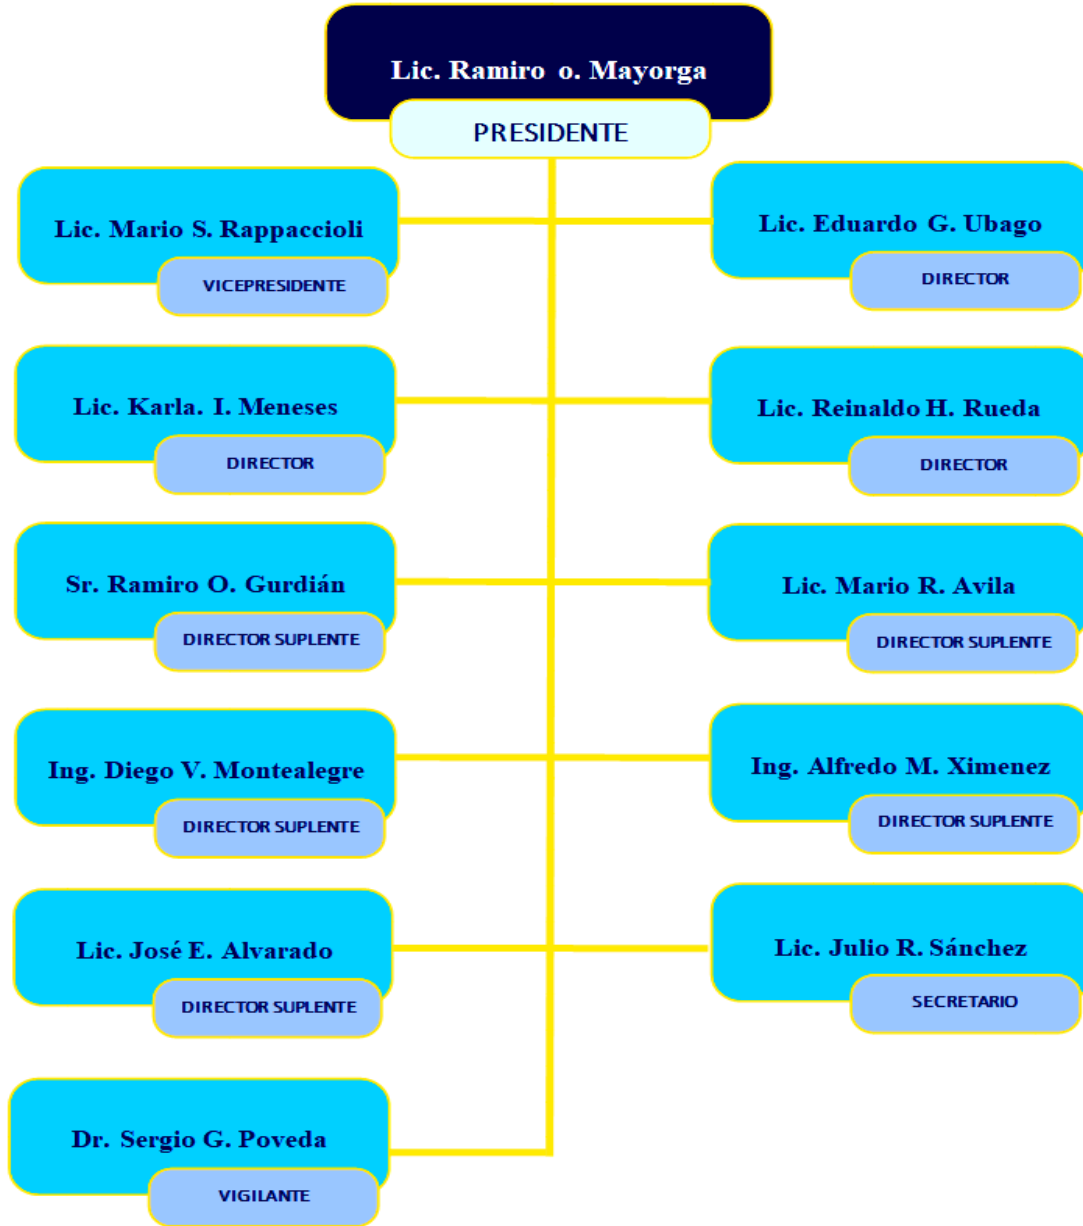 Lic. Ramiro o. Mayorga
PRESIDENTE
Lic. Mario S. Rappaccioli
VICEPRESIDENTE
Lic. Eduardo G. Ubago
DIRECTOR
Lic. Karla. I. Meneses
DIRECTOR
Lic. Reinaldo H. Rueda
DIRECTOR
Sr. Ramiro O. Gurdián
DIRECTOR SUPLENTE
Lic. Mario R. Avila
DIRECTOR SUPLENTE
Ing. Diego V. Montealegre
DIRECTOR SUPLENTE
Ing. Alfredo M. Ximenez
DIRECTOR SUPLENTE
Lic. José E. Alvarado
DIRECTOR SUPLENTE
Lic. Julio R. Sánchez
SECRETARIO
Dr. Sergio G. Poveda
VIGILANTE